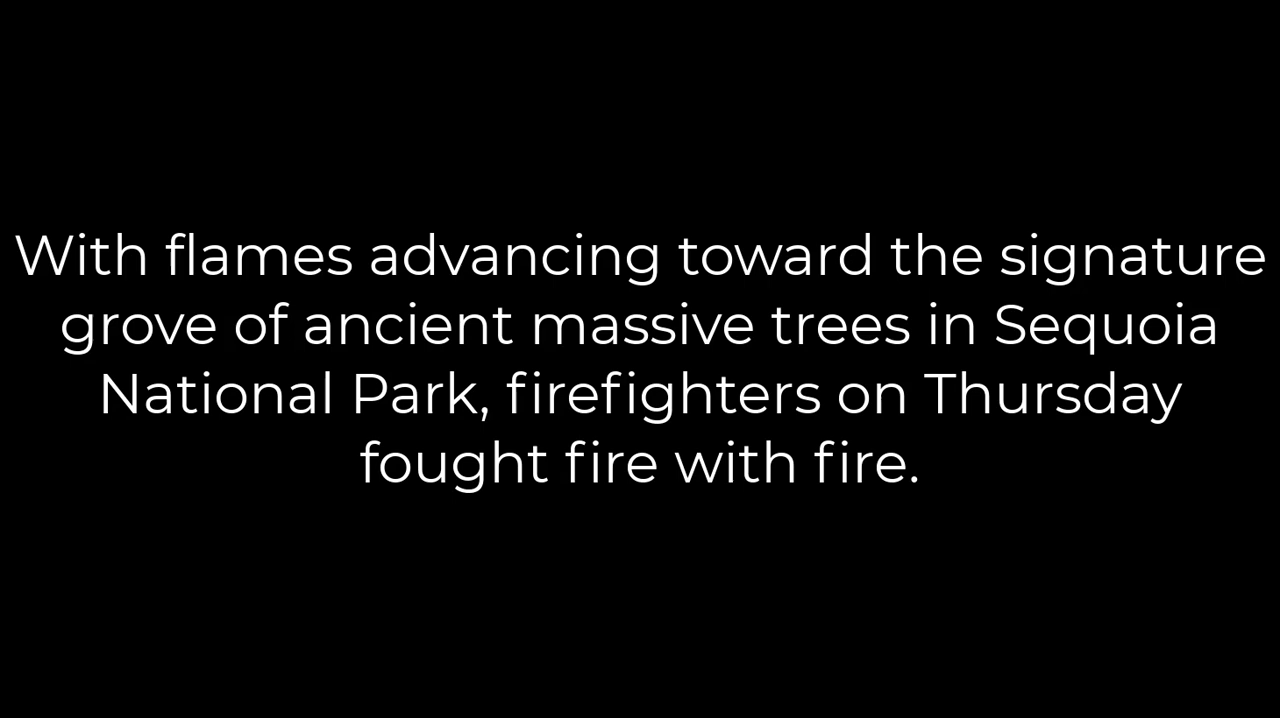 With flames advancing toward the signature
grove of ancient massive trees in Sequoia
National Park, firefighters on Thursday
fought fire with fire.